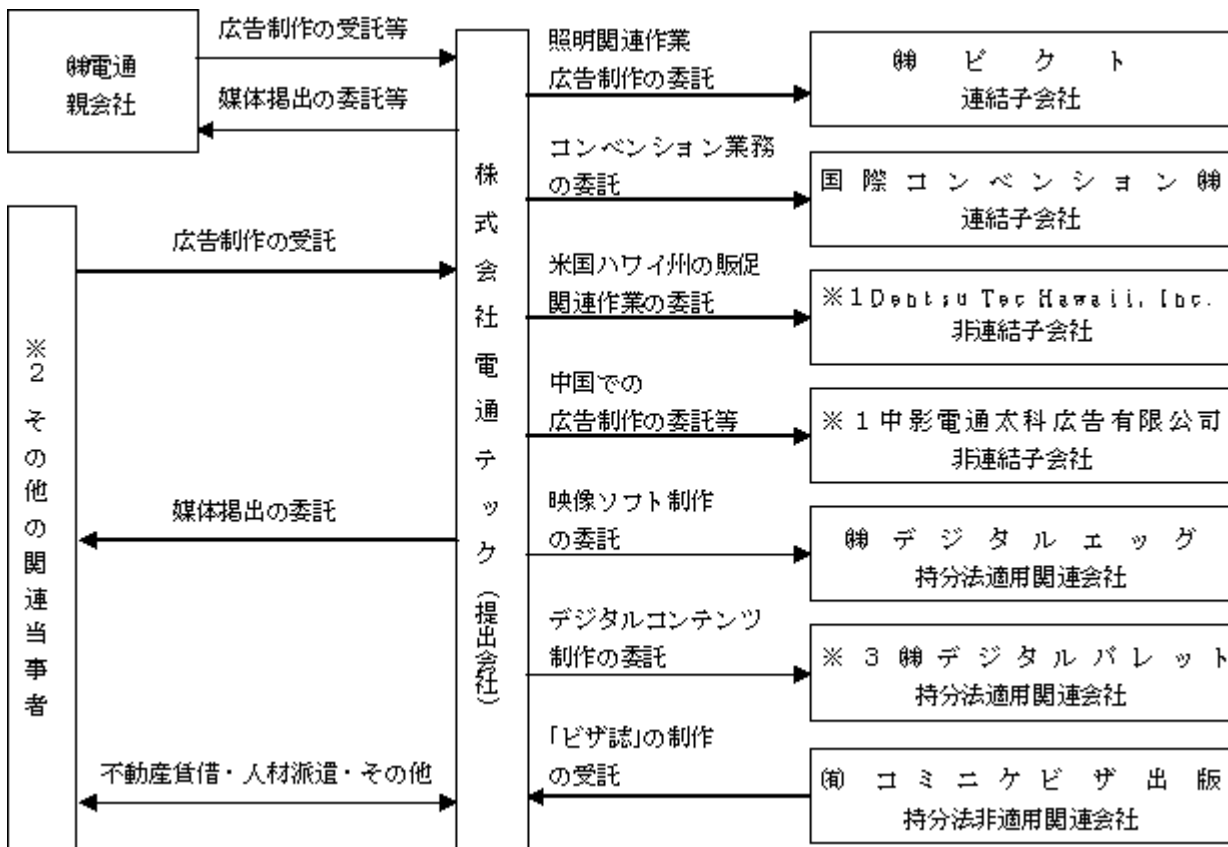 ㈱電通
親会社
広告制作の受託等
媒体掲出の委託等
※2その他の関連当事者
広告制作の受託
媒体掲出の委託
不動産賃借・人材派遣・その他
株式会社電通テック（提出会社）
照明関連作業
広告制作の委託
㈱ビクト
連結子会社
コンベンション業務
の委託
国際コンベンション㈱
連結子会社
米国ハワイ州の販促
関連作業の委託
※1Dentsu Tec Hawaii, Inc.
非連結子会社
中国での
広告制作の委託等
※1中影電通太科広告有限公司
非連結子会社
映像ソフト制作
の委託
㈱デジタルエッグ
持分法適用関連会社
デジタルコンテンツ
制作の委託
※3㈱デジタルパレット
持分法適用関連会社
「ビザ誌」の制作
の受託
㈲コミニケビザ出版
持分法非適用関連会社